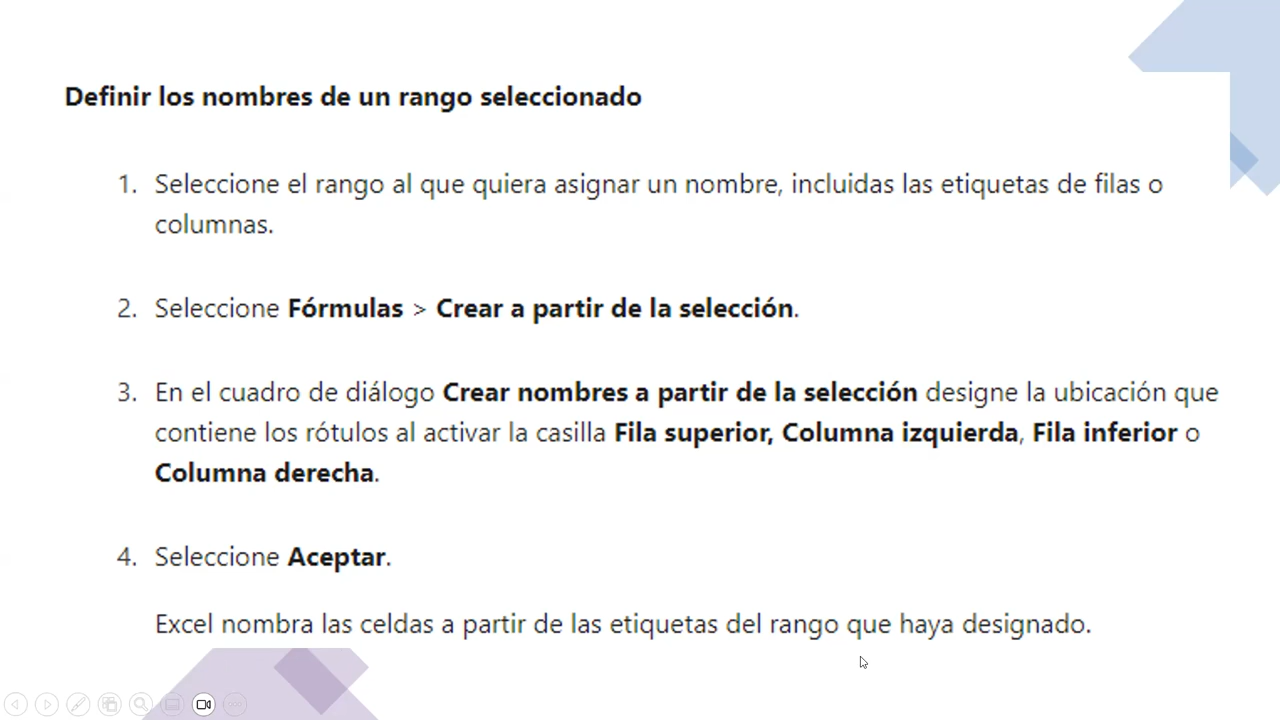 Definir los nombres de un rango seleccionado
1. Seleccione el rango al que quiera asignar un nombre, incluidas las etiquetas de filas o
columnas.
2. Seleccione Fórmulas > Crear a partir de la selección.
3. En el cuadro de diálogo Crear nombres a partir de la selección designe la ubicación que
contiene los rótulos al activar la casilla Fila superior, Columna izquierda, Fila inferior o
Columna derecha.
4. Seleccione Aceptar.
Excel nombra las celdas a partir de las etiquetas del rango que haya designado.